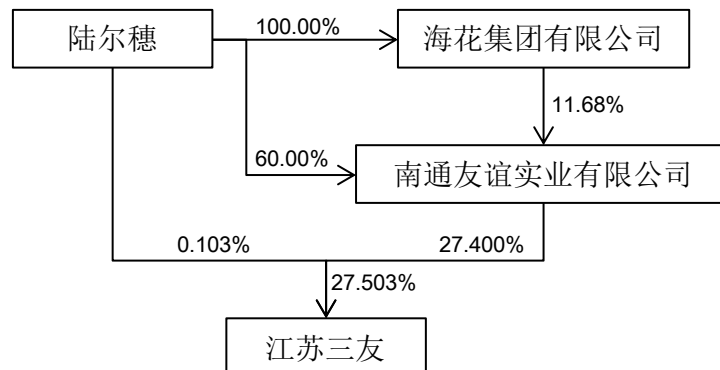 陆尔穗
100.00%
海花集团有限公司
11.68%
60.00%
南通友谊实业有限公司
0.103%
27.400%
27.503%
江苏三友